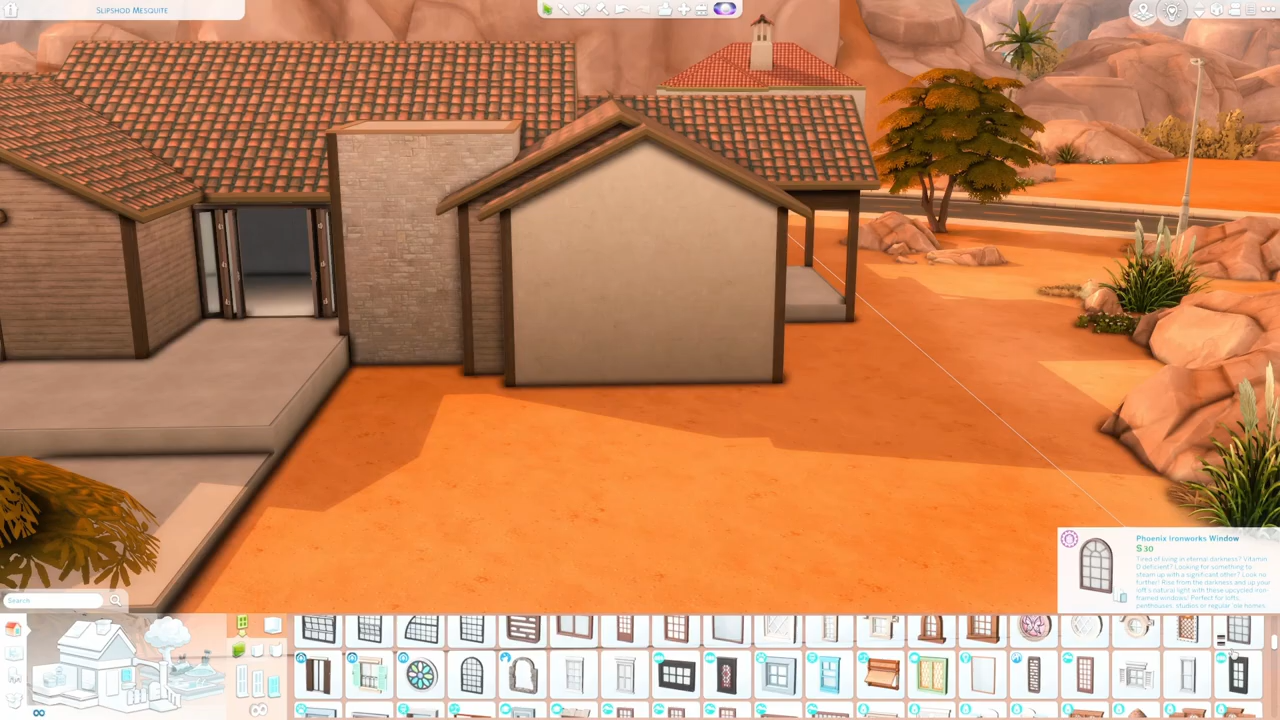 Slipshod Mesquite
Phoenix Ironworks Window
§30
Tired of living in eternal darkness? Vitamin
D deficient? Looking for something to
steam up with a significant other? Look no
further! Rise from the darkness and up your
loft's natural light with these upcycled iron
framed windows! Perfect for lofts,
penthouses, studios or regular 'ole homes
Search